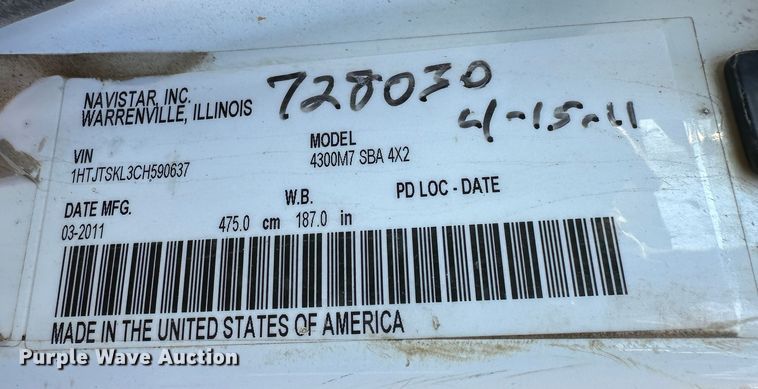 728030
4-15-11
NAVISTAR, INC.
WARRENVILLE, ILLINOIS
VIN
1HTJTSKL3CH590637
MODEL
4300M7 SBA 4X2
DATE MFG.
03-2011
W.B.
475.0 cm 187.0 in
PD LOC - DATE
MADE IN THE UNITED STATES OF AMERICA
Purple Wave Auction